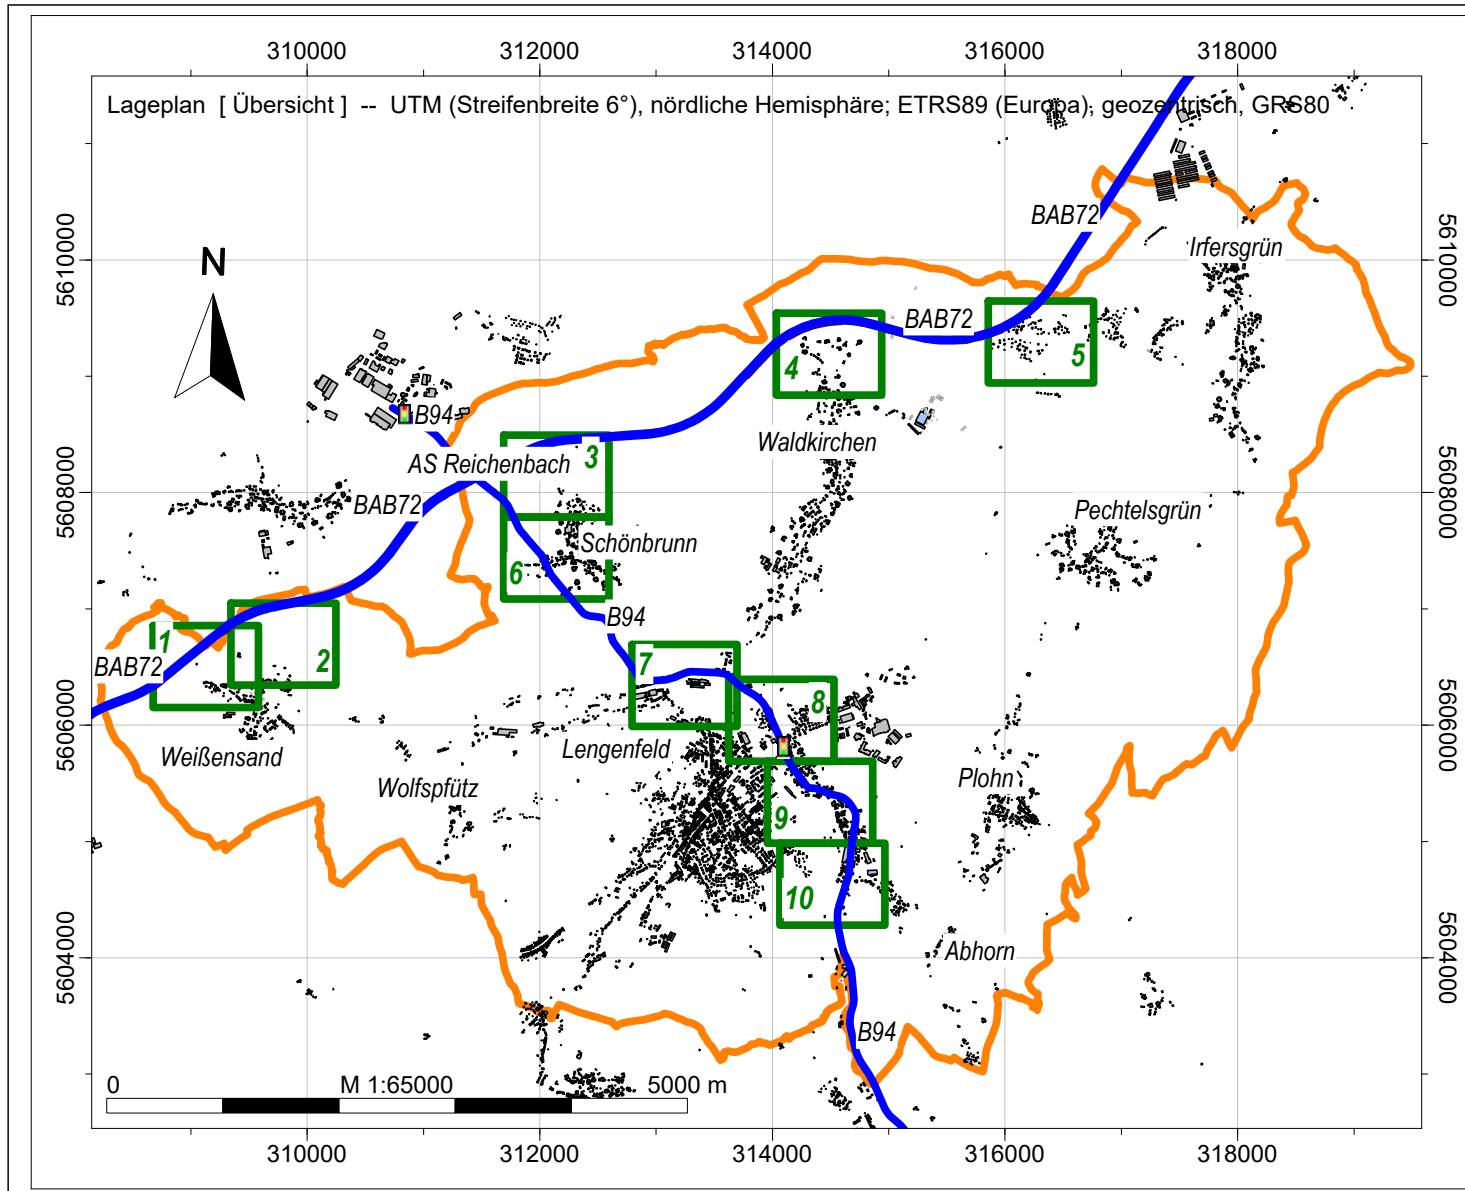 310000 312000 314000 316000 318000
Lageplan [ Übersicht ] -- UTM (Streifenbreite 6°), nördliche Hemisphäre; ETRS89 (Europa), geozentrisch, GRS80
5610000
5610000
N
BAB72
Irfersgrün
BAB72
4
5
B94
Waldkirchen
AS Reichenbach
3
5608000
5608000
BAB72
Pechtelsgrün
Schönbrunn
6
B94
1
2
7
BAB72
8
5606000
5606000
Weißensand
Lengenfeld
Wolfspfütz
Plohn
9
10
Abhorn
5604000
5604000
B94
0 M 1:65000 5000 m
310000 312000 314000 316000 318000